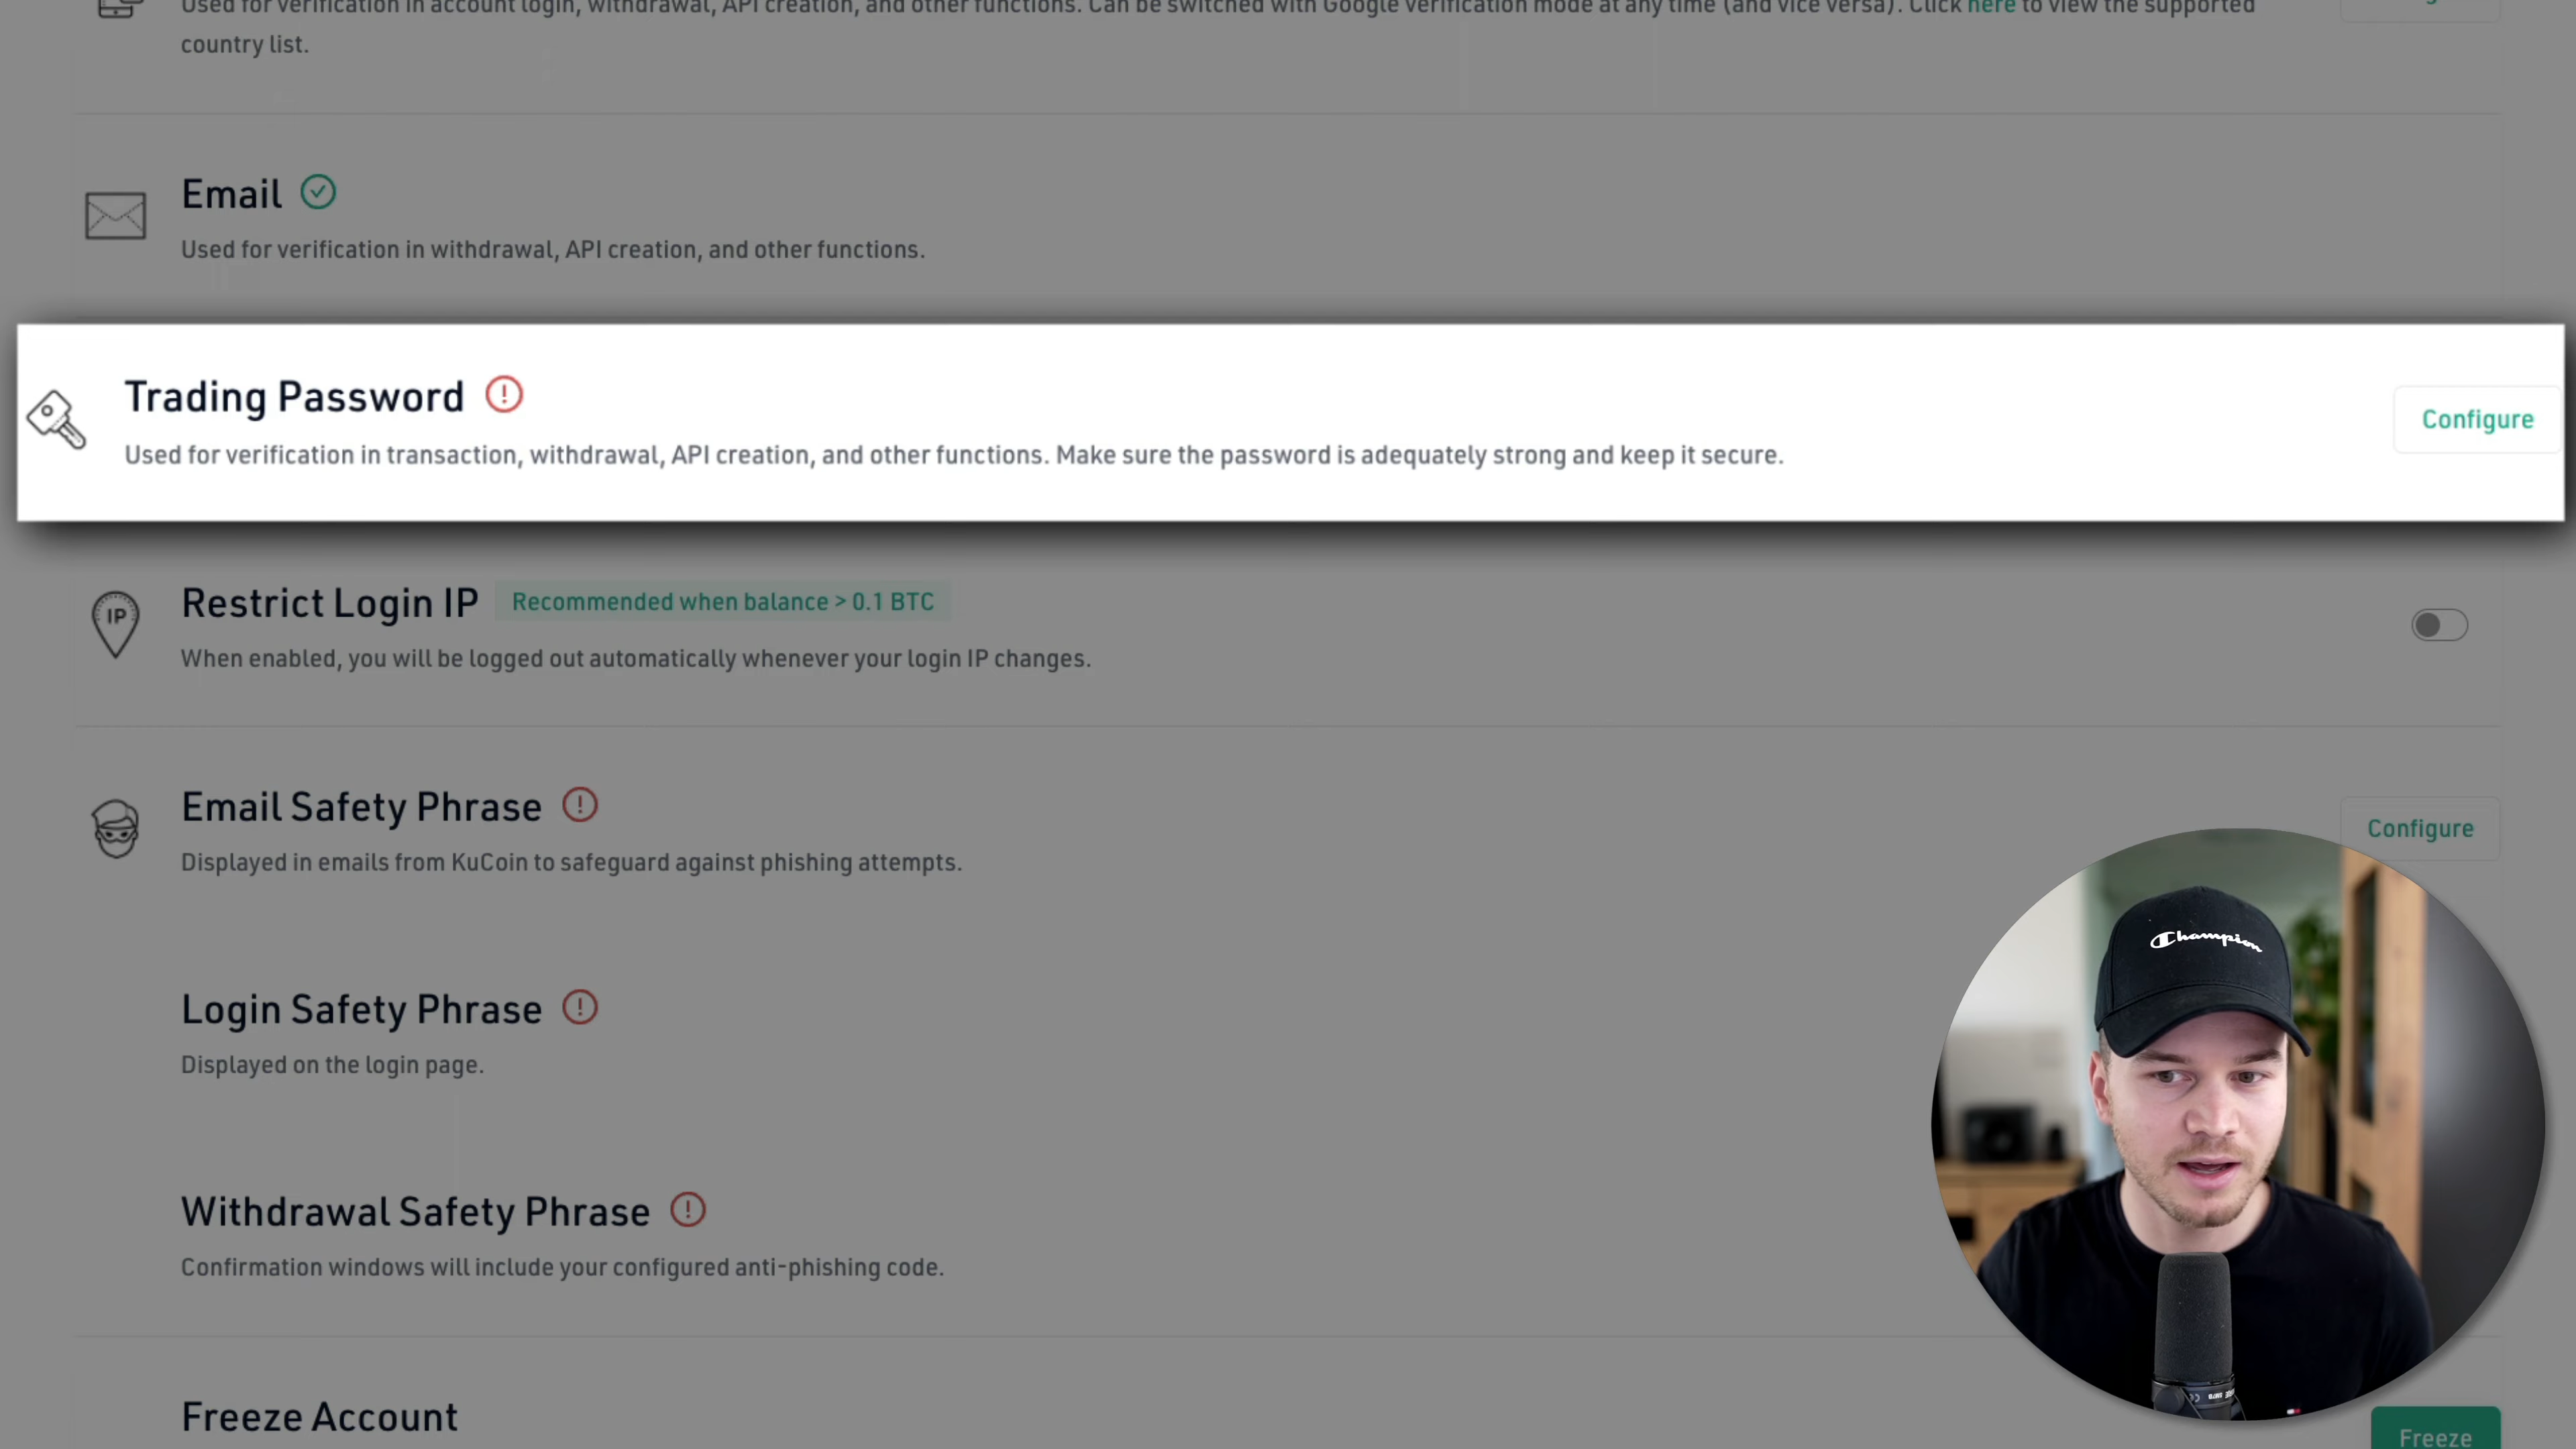 Used for verification in account login, withdrawal, API creation, and other functions. Can be switched with Google verification mode at any time (and vice versa). Click here to view the supported
country list.
Email
Used for verification in withdrawal, API creation, and other functions.
Trading Password
Used for verification in transaction, withdrawal, API creation, and other functions. Make sure the password is adequately strong and keep it secure.
Configure
IP
Restrict Login IP
Recommended when balance > 0.1 BTC
When enabled, you will be logged out automatically whenever your login IP changes.
Email Safety Phrase
Displayed in emails from KuCoin to safeguard against phishing attempts.
Configure
Champion
Login Safety Phrase
Displayed on the login page.
Withdrawal Safety Phrase
Confirmation windows will include your configured anti-phishing code.
Freeze Account
Freeze